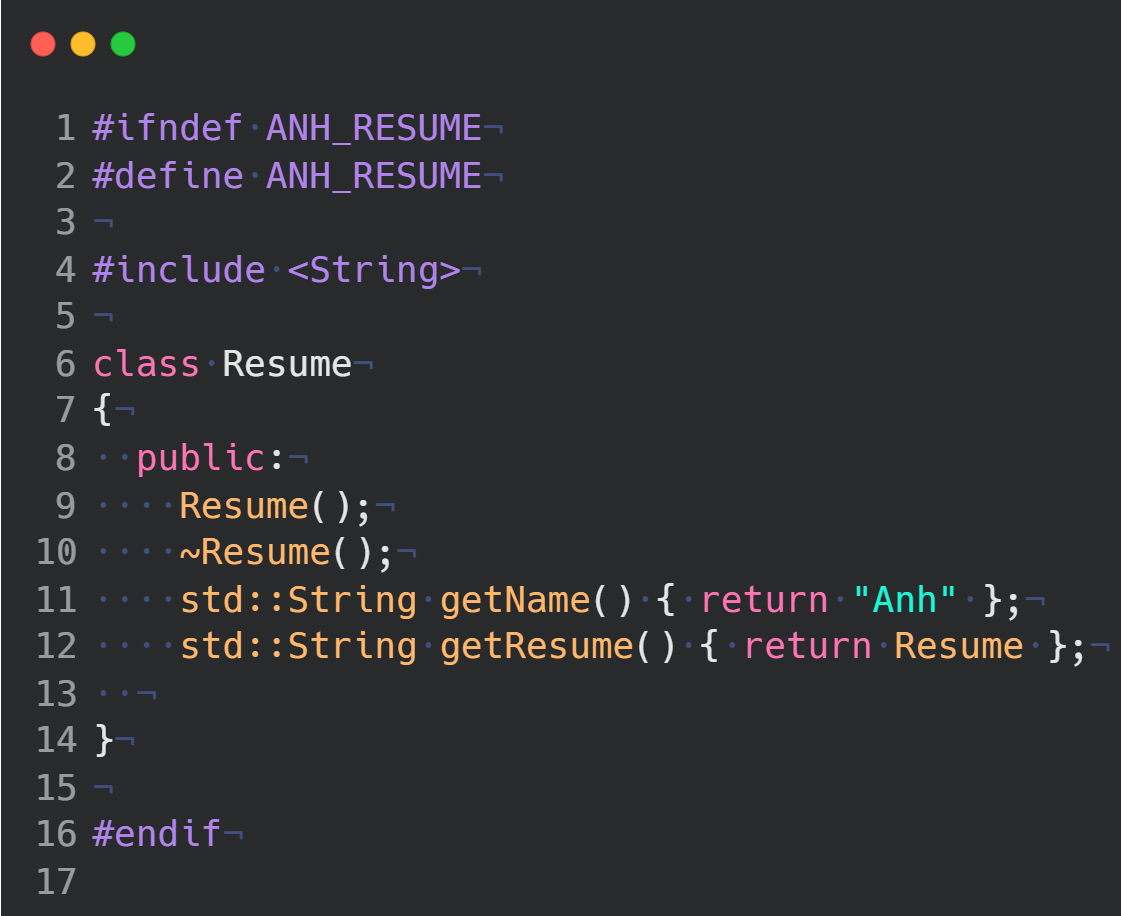 1 #ifndef·ANH_RESUME¬
2 #define·ANH_RESUME¬
3 ¬
4 #include·<String>¬
5 ¬
6 class·Resume¬
7 {¬
8 ··public:¬
9 ····Resume();¬
10 ····~Resume();¬
11 ····std::String·getName()·{·return·"Anh"·};¬
12 ····std::String·getResume()·{·return·Resume·};¬
13 ··¬
14 }¬
15 ¬
16 #endif¬
17